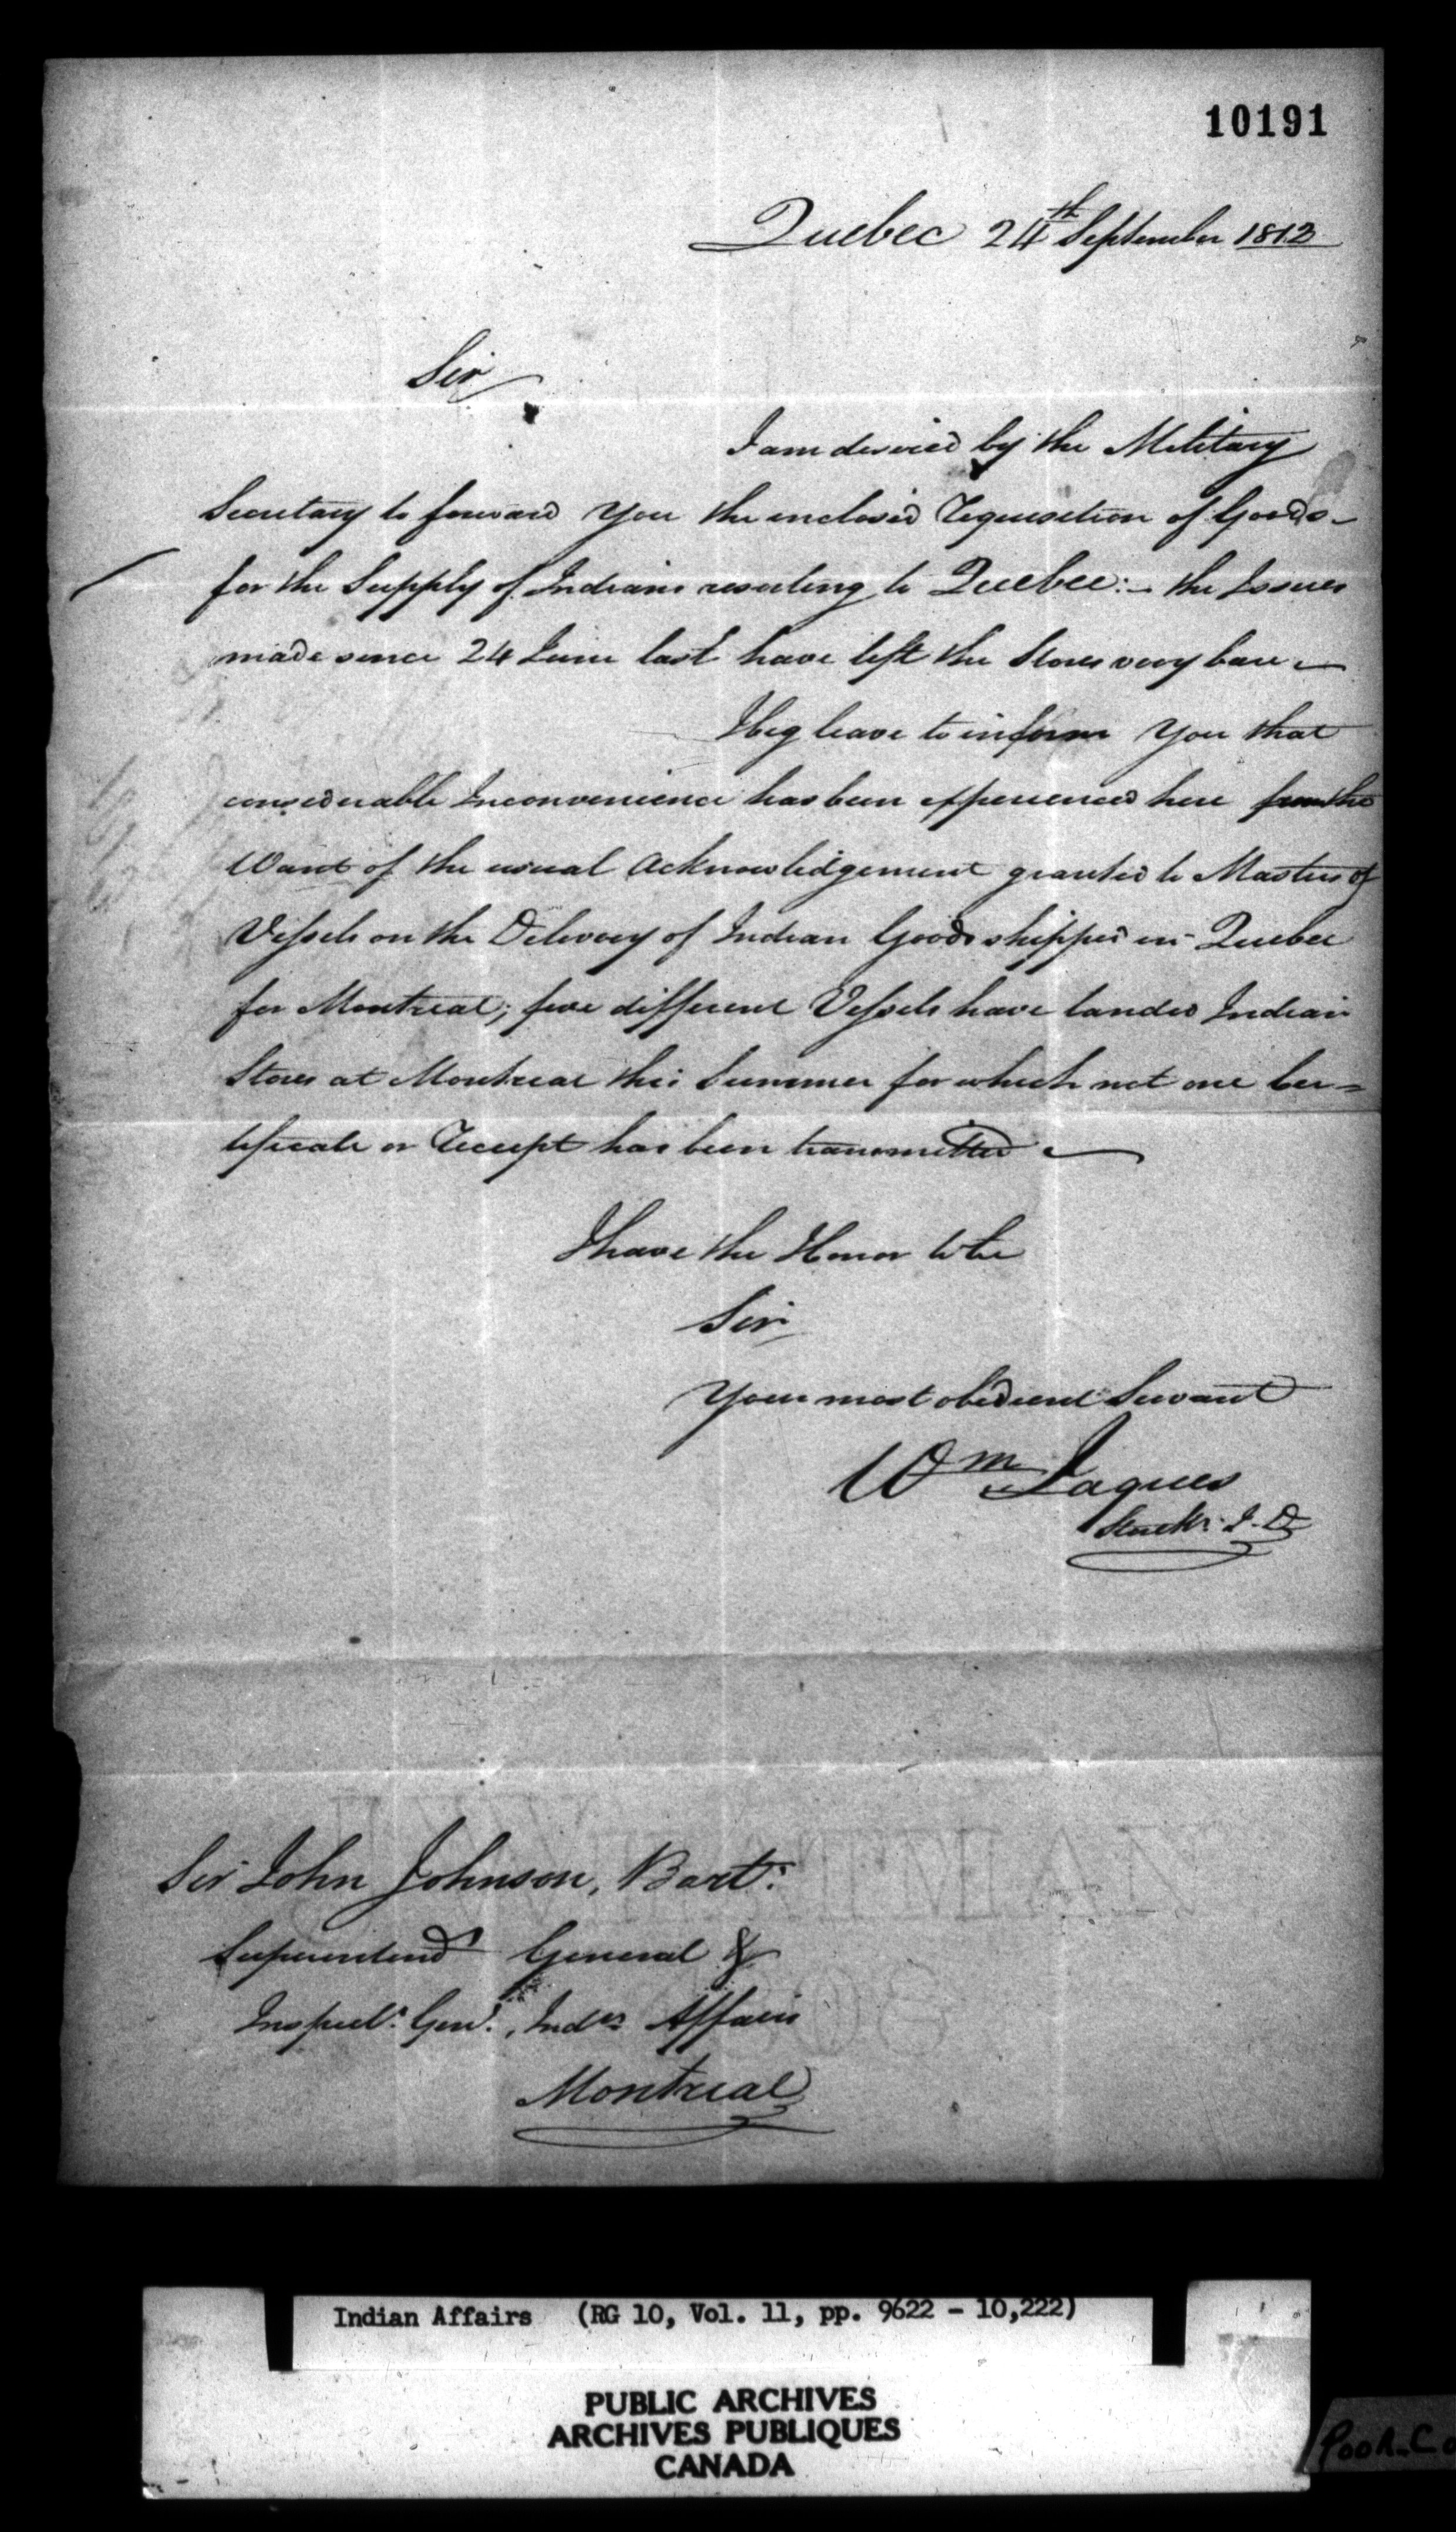 10191
Quebec 24th September 1812
Sir
I am desired by the Military
Secretary to forward You the inclosed Requisition of Goods -
for the Supply of Indians resorting to Quebec: - the Issues
made since 24 June last have left the Stores very bare -
I beg leave to inform You that
considerable Inconvenience has been experienced here from the
Want of the usual Acknowledgement granted to Masters of
Vessels on the Delivery of Indian Goods shipped in Quebec
for Montreal; five different Vessels have landed Indian
Stores at Montreal this Summer for which not one Cer=
tificate or Receipt has been transmitted -
I have the Honor to be
Sir
Your most obedient Servant
Wm Jaques
Storekr. I. D
Sir John Johnson, Bart.
Superintendt General &
Inspectr. Genl. Indn Affairs
Montreal
Indian Affairs (RG 10, Vol. 11, pp. 9622 - 10,222)
PUBLIC ARCHIVES
ARCHIVES PUBLIQUES
CANADA